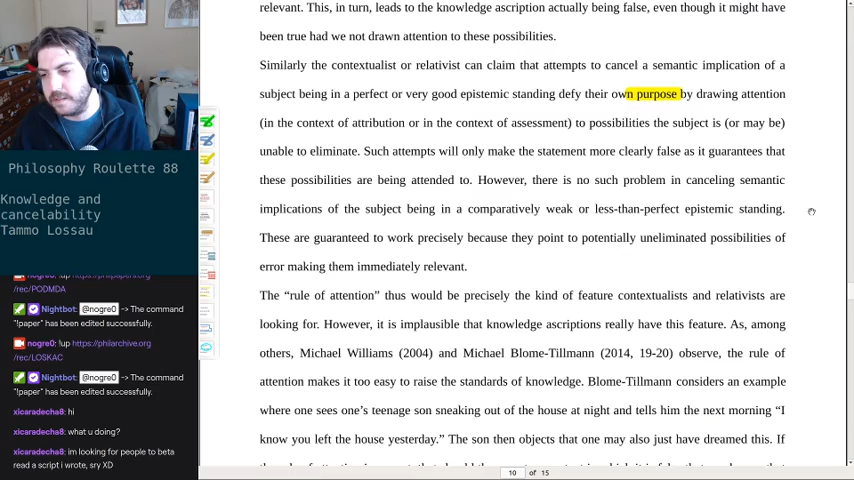 relevant. This, in turn, leads to the knowledge ascription actually being false, even though it might have
been true had we not drawn attention to these possibilities.
Similarly the contextualist or relativist can claim that attempts to cancel a semantic implication of a
subject being in a perfect or very good epistemic standing defy their own purpose by drawing attention
(in the context of attribution or in the context of assessment) to possibilities the subject is (or may be)
unable to eliminate. Such attempts will only make the statement more clearly false as it guarantees that
these possibilities are being attended to. However, there is no such problem in canceling semantic
implications of the subject being in a comparatively weak or less-than-perfect epistemic standing.
These are guaranteed to work precisely because they point to potentially uneliminated possibilities of
error making them immediately relevant.
The “rule of attention” thus would be precisely the kind of feature contextualists and relativists are
looking for. However, it is implausible that knowledge ascriptions really have this feature. As, among
others, Michael Williams (2004) and Michael Blome-Tillmann (2014, 19-20) observe, the rule of
attention makes it too easy to raise the standards of knowledge. Blome-Tillmann considers an example
where one sees one’s teenage son sneaking out of the house at night and tells him the next morning “I
know you left the house yesterday.” The son then objects that one may also just have dreamed this. If
10 of 15
Philosophy Roulette 88
Knowledge and
cancelability
Tammo Lossau
nogre0: !up https://philpapers.org
/rec/PODMDA
Nightbot: @nogre0 -> The command
"!paper" has been edited successfully.
nogre0: !up https://philarchive.org
/rec/LOSKAC
Nightbot: @nogre0 -> The command
"!paper" has been edited successfully.
xicaradecha8: hi
xicaradecha8: what u doing?
xicaradecha8: im looking for people to beta
read a script i wrote, sry XD